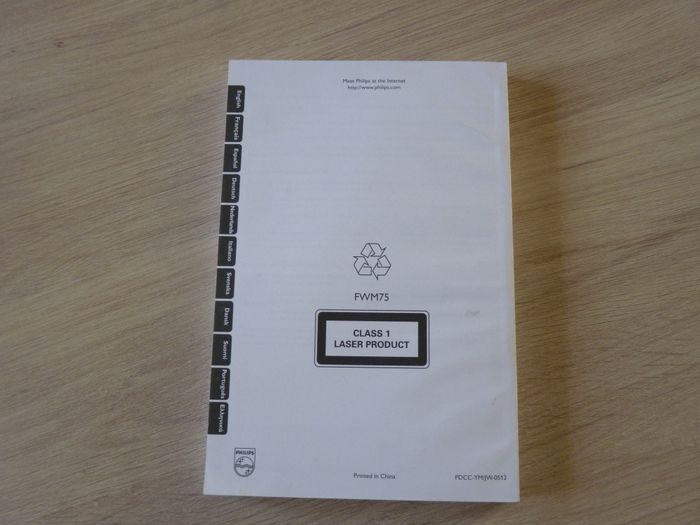 Meet Philips at the Internet
http://www.philips.com
English
Français
Español
Deutsch
Nederlands
Italiano
Svenska
Dansk
Suomi
Português
Ελληνικά
FWM75
CLASS 1
LASER PRODUCT
PHILIPS
Printed in China
PDCC-YM/JW-0512